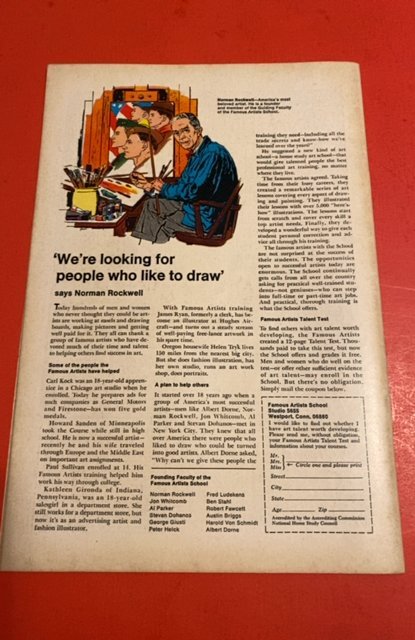 Norman Rockwell—America's most
beloved artist. He is a founder
and member of the Guiding Faculty
of the Famous Artists School.
'We're looking for
people who like to draw'
says Norman Rockwell
Today hundreds of men and women
who never thought they could be art-
ists are working at easels and drawing
boards, making pictures and getting
well paid for it. They all can thank a
group of famous artists who have de-
voted much of their time and talent
to helping others find success in art.
Some of the people the
Famous Artists have helped
Carl Kock was an 18-year-old appren-
tice in a Chicago art studio when he
enrolled. Today he prepares ads for
such companies as General Motors
and Firestone—has won five gold
medals.
Howard Sanden of Minneapolis
took the Course while still in high
school. He is now a successful artist—
recently he and his wife traveled
through Europe and the Middle East
on important art assignments.
Paul Sullivan enrolled at 14. His
Famous Artists training helped him
work his way through college.
Kathleen Gironda of Indiana,
Pennsylvania, was an 18-year-old
salesgirl in a department store. She
still works for a department store, but
now it's as an advertising artist and
fashion illustrator.
With Famous Artists training
James Ryan, formerly a clerk, has be-
come an illustrator at Hughes Air-
craft—and turns out a steady stream
of well-paying free-lance artwork in
his spare time.
Oregon housewife Helen Tryk lives
150 miles from the nearest big city.
But she does fashion illustration, has
her own studio, runs an art work
shop, does portraits.
A plan to help others
It started over 18 years ago when a
group of America's most successful
artists—men like Albert Dorne, Nor-
man Rockwell, Jon Whitcomb, Al
Parker and Stevan Dohanos—met in
New York City. They knew that all
over America there were people who
liked to draw who could be turned
into good artists. Albert Dorne asked,
"Why can't we give these people the
Founding Faculty of the
Famous Artists School
Norman Rockwell
Jon Whitcomb
Al Parker
Stevan Dohanos
George Giusti
Peter Helck
Fred Ludekens
Ben Stahl
Robert Fawcett
Austin Briggs
Harold Von Schmidt
Albert Dorne
training they need—including all the
trade secrets and know-how we've
learned over the years?"
He suggested a new kind of art
school—a home study art school—that
would give talented people the best
professional art training, no matter
where they live.
The famous artists agreed. Taking
time from their busy careers, they
created a remarkable series of art
lessons covering every aspect of draw-
ing and painting. They illustrated
their lessons with over 5,000 "here's-
how" illustrations. The lessons start
from scratch and cover every skill a
top artist needs. Finally, they de-
veloped a wonderful way to give each
student personal correction and ad-
vice all through his training.
The famous artists with the School
are not surprised at the success of
their students. The opportunities
open to successful artists today are
enormous. The School continually
gets calls from all over the country
asking for practical well-trained stu-
dents—not geniuses—who can step
into full-time or part-time art jobs.
And practical, thorough training is
what the School offers.
Famous Artists Talent Test
To find others with art talent worth
developing, the Famous Artists
created a 12-page Talent Test. Thou-
sands paid to take this test, but now
the School offers and grades it free.
Men and women who do well on the
test—or offer other sufficient evidence
of art talent—may enroll in the
School. But there's no obligation.
Simply mail the coupon below.
Famous Artists School
Studio 5655
Westport, Conn. 06880
I would like to find out whether I
have art talent worth developing.
Please send me, without obligation,
your Famous Artists Talent Test and
information about your courses.
Mr.
Mrs.
Miss
Circle one and please print
Street
City
State
Age Zip
Accredited by the Accrediting Commission
National Home Study Council